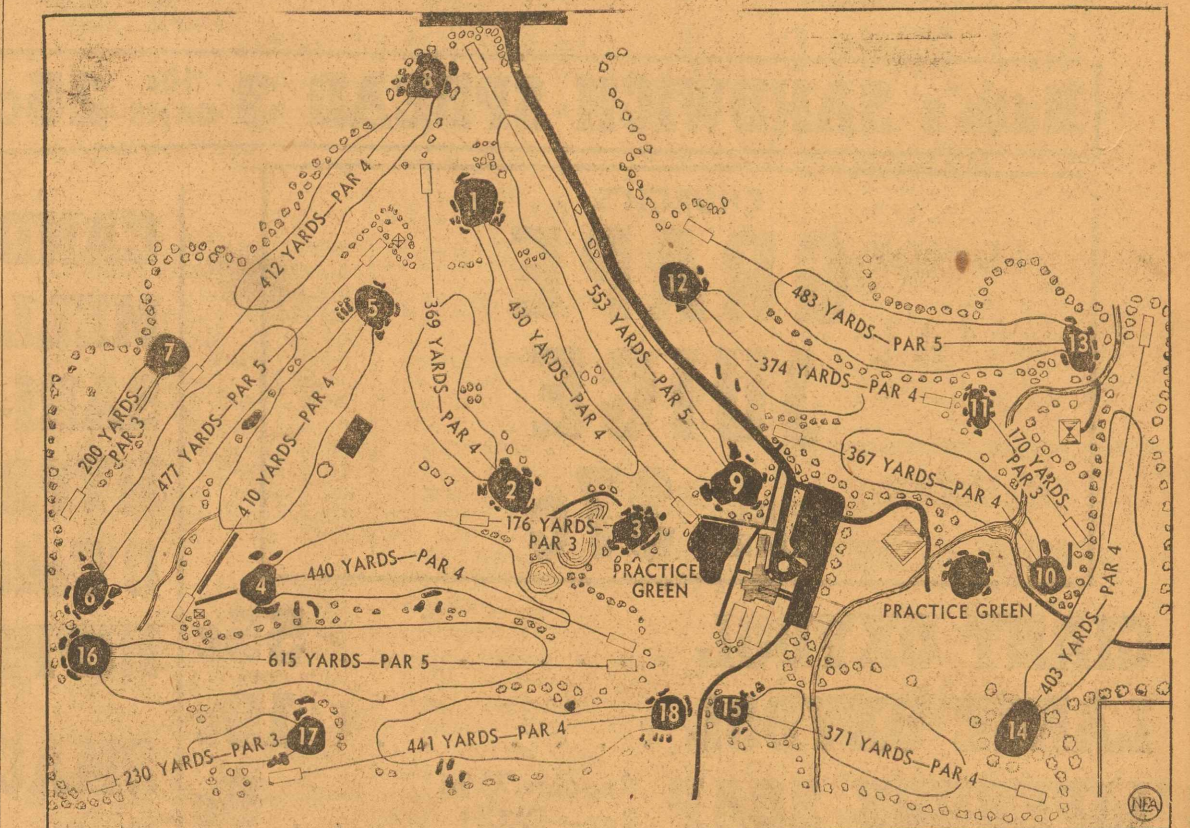 8
412 YARDS—PAR 4
1
430 YARDS—PAR 4
553 YARDS—PAR 5
369 YARDS—PAR 4
5
477 YARDS—PAR 5
410 YARDS—PAR 4
7
200 YARDS—
PAR 3
12
483 YARDS—
PAR 5
13
374 YARDS—PAR 4
11
170 YARDS—
PAR 3
367 YARDS—PAR 4
9
2
176 YARDS—
PAR 3
3
PRACTICE
GREEN
4
440 YARDS—PAR 4
6
10
PRACTICE GREEN
403 YARDS—PAR 4
16
615 YARDS—PAR 5
17
230 YARDS—PAR 3
441 YARDS—PAR 4
18
15
371 YARDS—PAR 4
14
NEA